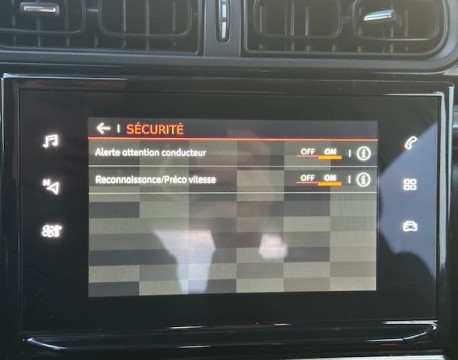 SÉCURITÉ
Alerte attention conducteur OFF ON
Reconnaissance/Préco vitesse OFF ON